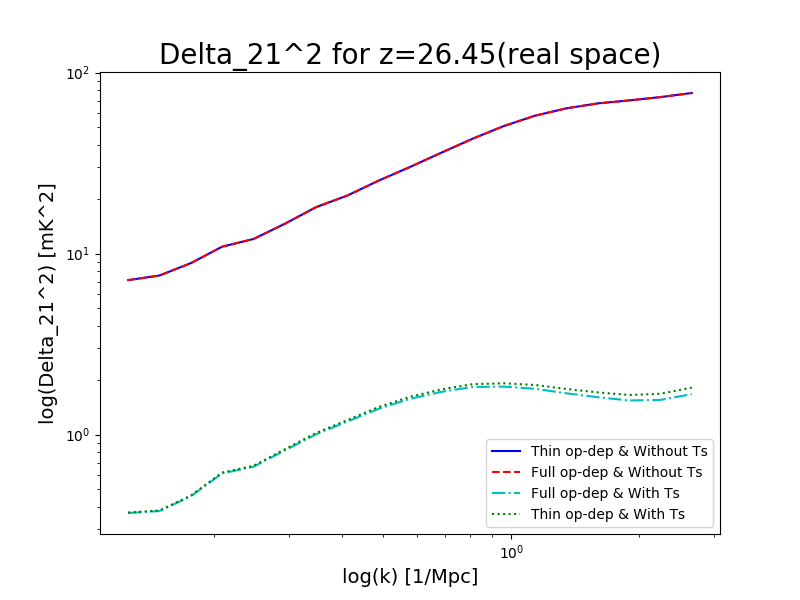 Delta_21^2 for z=26.45(real space)
log(Delta_21^2) [mK^2]
10^2
10^1
10^0
Thin op-dep & Without Ts
Full op-dep & Without Ts
Full op-dep & With Ts
Thin op-dep & With Ts
10^0
log(k) [1/Mpc]